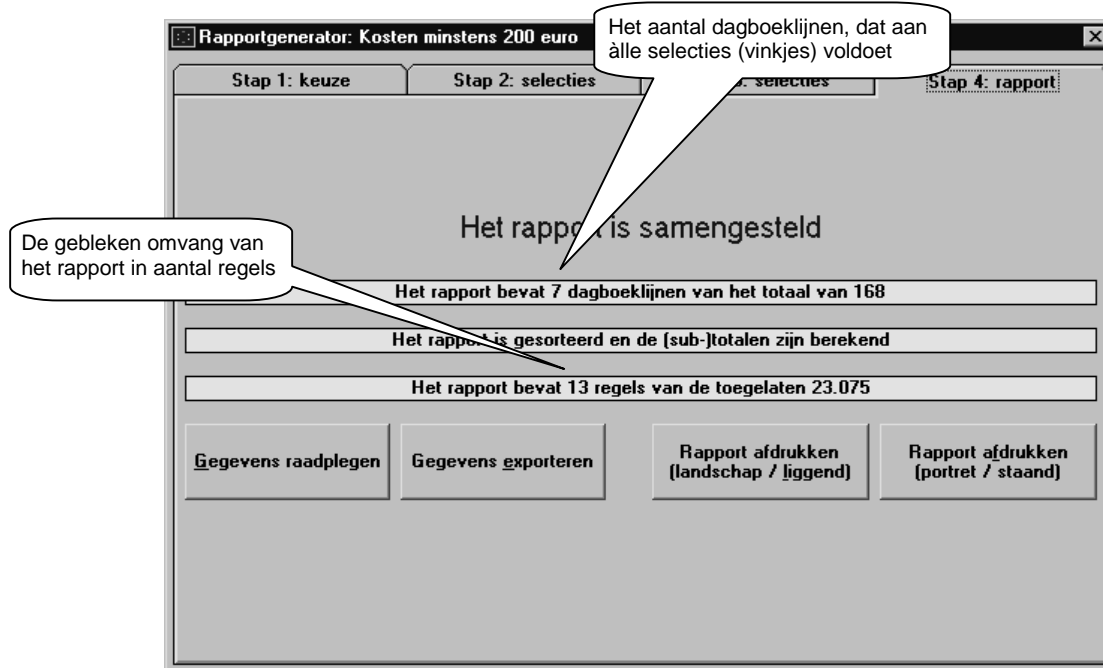 Rapportgenerator: Kosten minstens 200 euro
Het aantal dagboeklijnen, dat aan
àlle selecties (vinkjes) voldoet
Stap 1: keuze
Stap 2: selecties
selecties
Stap 4: rapport
Het rapport is samengesteld
De gebleken omvang van
het rapport in aantal regels
Het rapport bevat 7 dagboeklijnen van het totaal van 168
Het rapport is gesorteerd en de (sub-)totalen zijn berekend
Het rapport bevat 13 regels van de toegelaten 23.075
Gegevens raadplegen
Gegevens exporteren
Rapport afdrukken
(landschap / liggend)
Rapport afdrukken
(portret / staand)